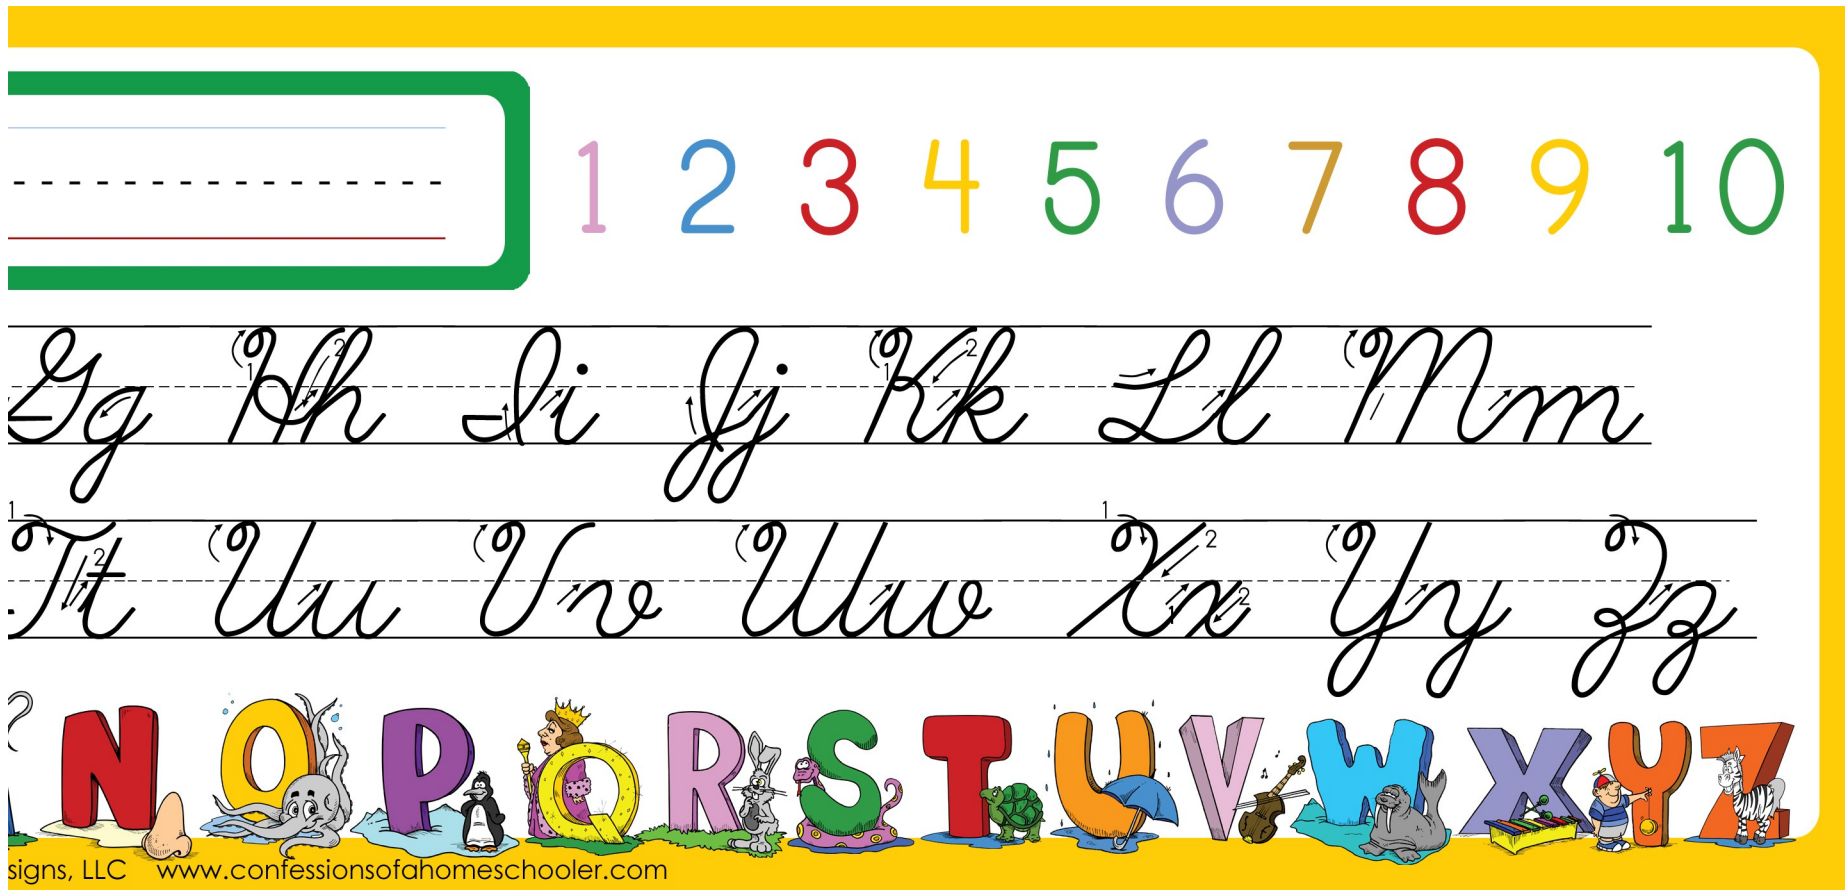 1 2 3 4 5 6 7 8 9 10
Gg Hh Ii Jj Kk Ll Mm
Tt Uu Vv Ww Xx Yy Zz
N O P Q R S T U V W X Y Z
signs, LLC www.confessionsofahomeschooler.com